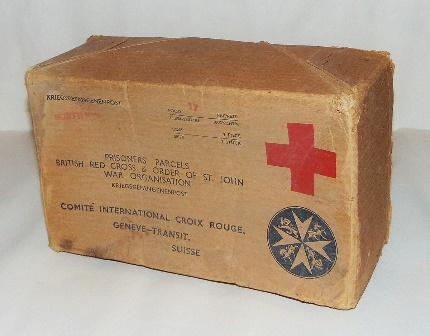 KRIEGSGEFANGENENPOST
17
PRISONERS PARCELS
BRITISH RED CROSS & ORDER OF ST. JOHN
WAR ORGANISATION
KRIEGSGEFANGENENPOST
COMITÉ INTERNATIONAL CROIX ROUGE,
GENÈVE-TRANSIT,
SUISSE